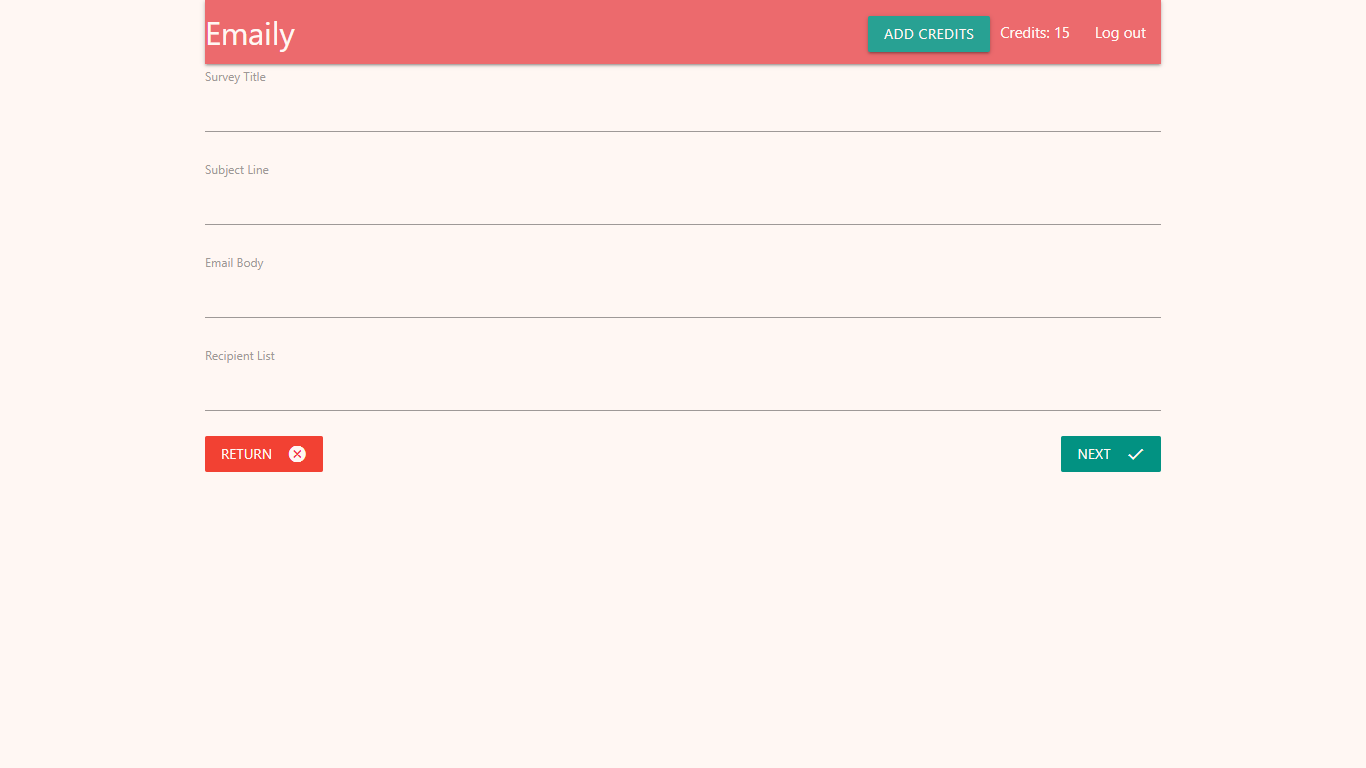 Emaily
ADD CREDITS Credits: 15 Log out
Survey Title
Subject Line
Email Body
Recipient List
RETURN NEXT